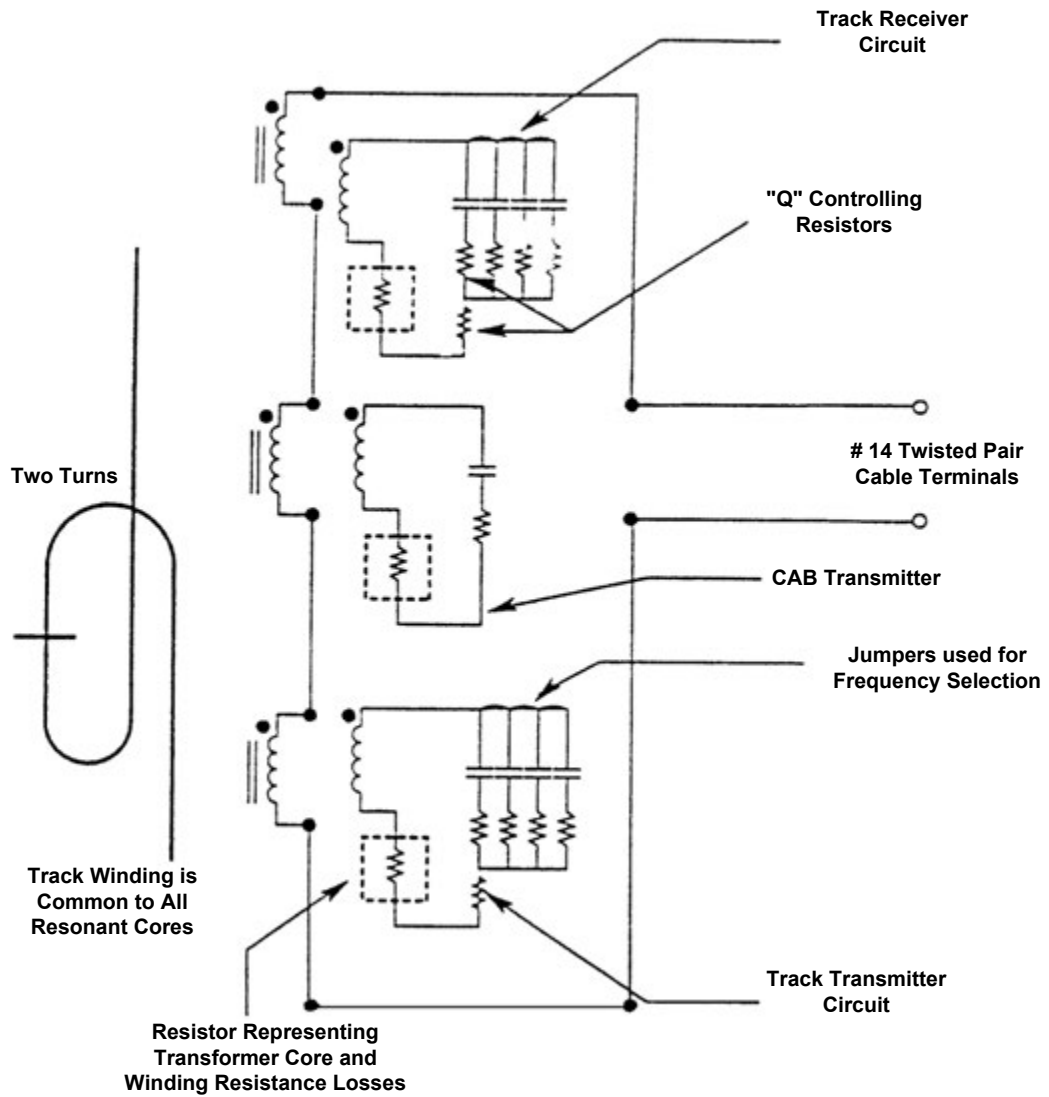 Track Receiver
Circuit
"Q" Controlling
Resistors
Two Turns
# 14 Twisted Pair
Cable Terminals
CAB Transmitter
Jumpers used for
Frequency Selection
Track Winding is
Common to All
Resonant Cores
Track Transmitter
Circuit
Resistor Representing
Transformer Core and
Winding Resistance Losses